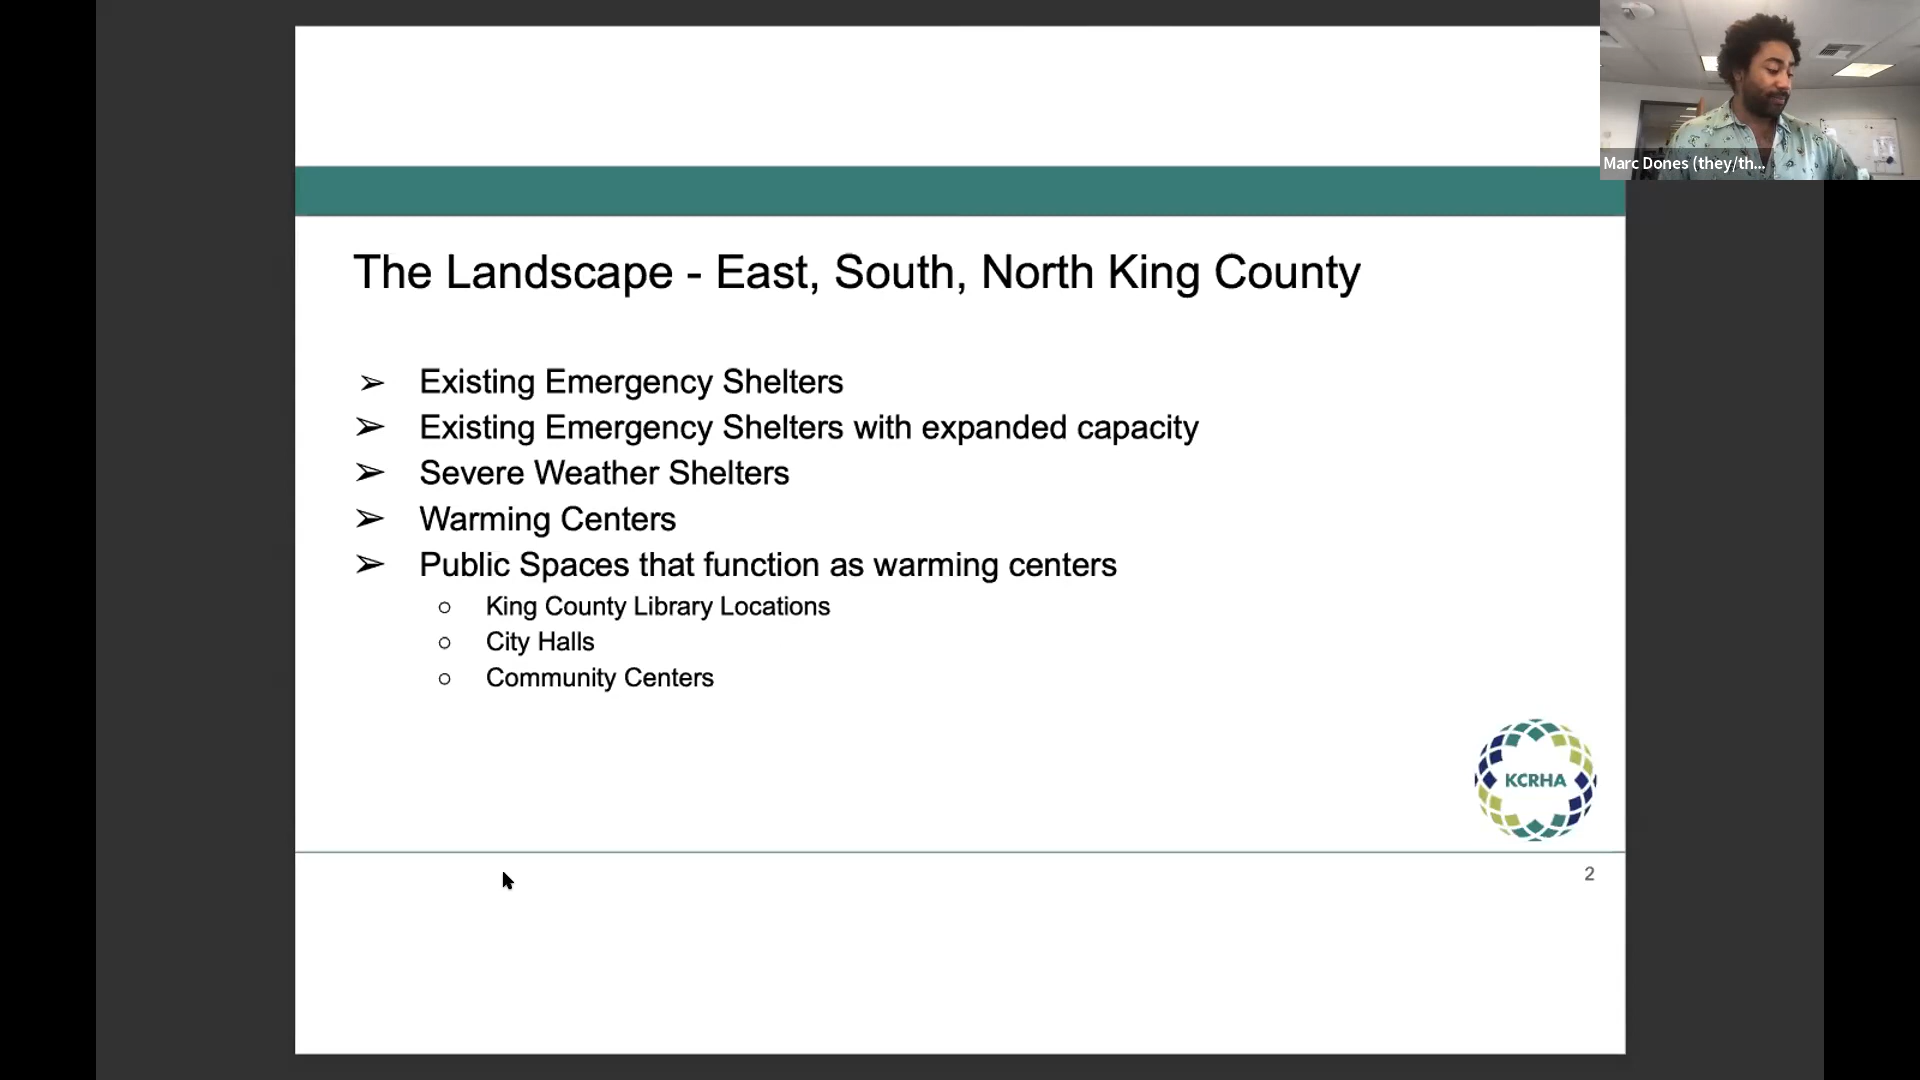 Marc Dones (they/th...
The Landscape - East, South, North King County
➢ Existing Emergency Shelters
➢ Existing Emergency Shelters with expanded capacity
➢ Severe Weather Shelters
➢ Warming Centers
➢ Public Spaces that function as warming centers
○ King County Library Locations
○ City Halls
○ Community Centers
KCRHA
2